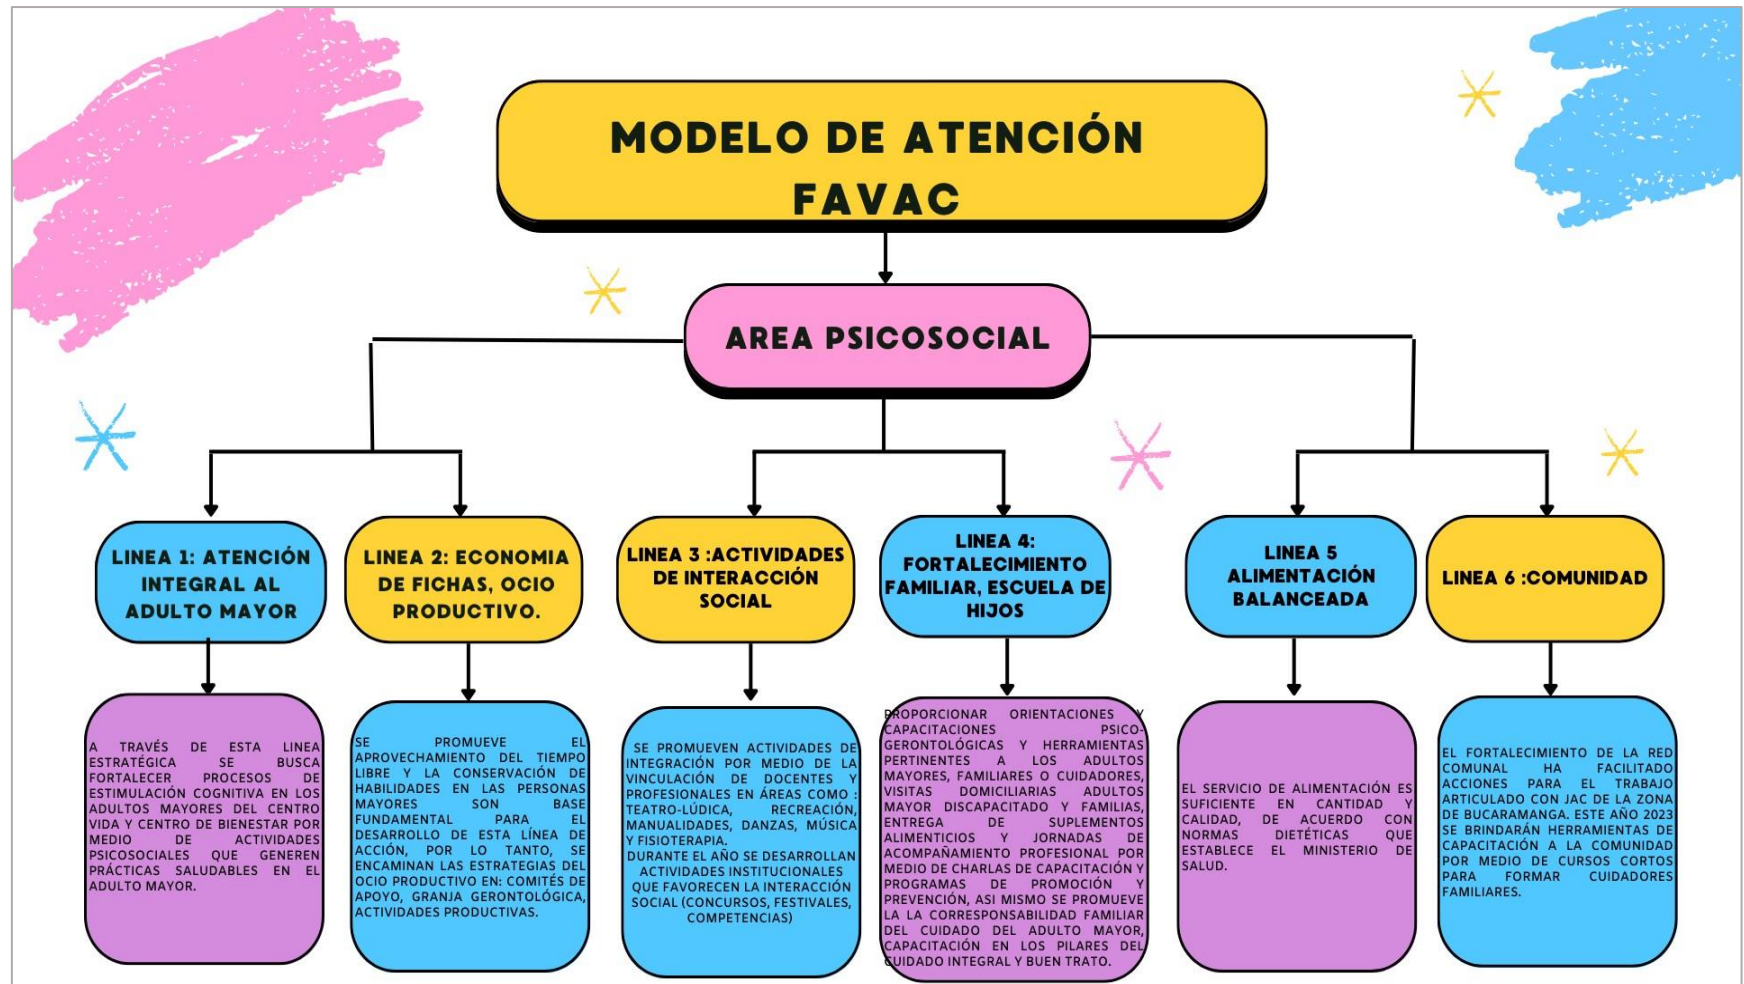 MODELO DE ATENCIÓN
FAVAC
AREA PSICOSOCIAL
LINEA 1: ATENCIÓN
INTEGRAL AL
ADULTO MAYOR
LINEA 2: ECONOMIA
DE FICHAS, OCIO
PRODUCTIVO.
LINEA 3 :ACTIVIDADES
DE INTERACCIÓN
SOCIAL
LINEA 4:
FORTALECIMIENTO
FAMILIAR, ESCUELA DE
HIJOS
LINEA 5
ALIMENTACIÓN
BALANCEADA
LINEA 6 :COMUNIDAD
A TRAVÉS DE ESTA LINEA
ESTRATÉGICA SE BUSCA
FORTALECER PROCESOS DE
ESTIMULACIÓN COGNITIVA EN LOS
ADULTOS MAYORES DEL CENTRO
VIDA Y CENTRO DE BIENESTAR POR
MEDIO DE ACTIVIDADES
PSICOSOCIALES QUE GENEREN
PRÁCTICAS SALUDABLES EN EL
ADULTO MAYOR.
SE PROMUEVE EL
APROVECHAMIENTO DEL TIEMPO
LIBRE Y LA CONSERVACIÓN DE
HABILIDADES EN LAS PERSONAS
MAYORES SON BASE
FUNDAMENTAL PARA EL
DESARROLLO DE ESTA LÍNEA DE
ACCIÓN, POR LO TANTO, SE
ENCAMINAN LAS ESTRATEGIAS DEL
OCIO PRODUCTIVO EN: COMITÉS DE
APOYO, GRANJA GERONTOLÓGICA,
ACTIVIDADES PRODUCTIVAS.
SE PROMUEVEN ACTIVIDADES DE
INTEGRACIÓN POR MEDIO DE LA
VINCULACIÓN DE DOCENTES Y
PROFESIONALES EN ÁREAS COMO :
TEATRO-LÚDICA, RECREACIÓN,
MANUALIDADES, DANZAS, MÚSICA
Y FISIOTERAPIA.
DURANTE EL AÑO SE DESARROLLAN
ACTIVIDADES INSTITUCIONALES
QUE FAVORECEN LA INTERACCIÓN
SOCIAL (CONCURSOS, FESTIVALES,
COMPETENCIAS)
PROPORCIONAR ORIENTACIONES Y
CAPACITACIONES PSICO-
GERONTOLÓGICAS Y HERRAMIENTAS
PERTINENTES A LOS ADULTOS
MAYORES, FAMILIARES O CUIDADORES,
VISITAS DOMICILIARIAS ADULTOS
MAYOR DISCAPACITADO Y FAMILIAS,
ENTREGA DE SUPLEMENTOS
ALIMENTICIOS Y JORNADAS DE
ACOMPAÑAMIENTO PROFESIONAL POR
MEDIO DE CHARLAS DE CAPACITACIÓN Y
PROGRAMAS DE PROMOCIÓN Y
PREVENCIÓN, ASI MISMO SE PROMUEVE
LA LA CORRESPONSABILIDAD FAMILIAR
DEL CUIDADO DEL ADULTO MAYOR,
CAPACITACIÓN EN LOS PILARES DEL
CUIDADO INTEGRAL Y BUEN TRATO.
EL SERVICIO DE ALIMENTACIÓN ES
SUFICIENTE EN CANTIDAD Y
CALIDAD, DE ACUERDO CON
NORMAS DIETÉTICAS QUE
ESTABLECE EL MINISTERIO DE
SALUD.
EL FORTALECIMIENTO DE LA RED
COMUNAL HA FACILITADO
ACCIONES PARA EL TRABAJO
ARTICULADO CON JAC DE LA ZONA
DE BUCARAMANGA. ESTE AÑO 2023
SE BRINDARÁN HERRAMIENTAS DE
CAPACITACIÓN A LA COMUNIDAD
POR MEDIO DE CURSOS CORTOS
PARA FORMAR CUIDADORES
FAMILIARES.